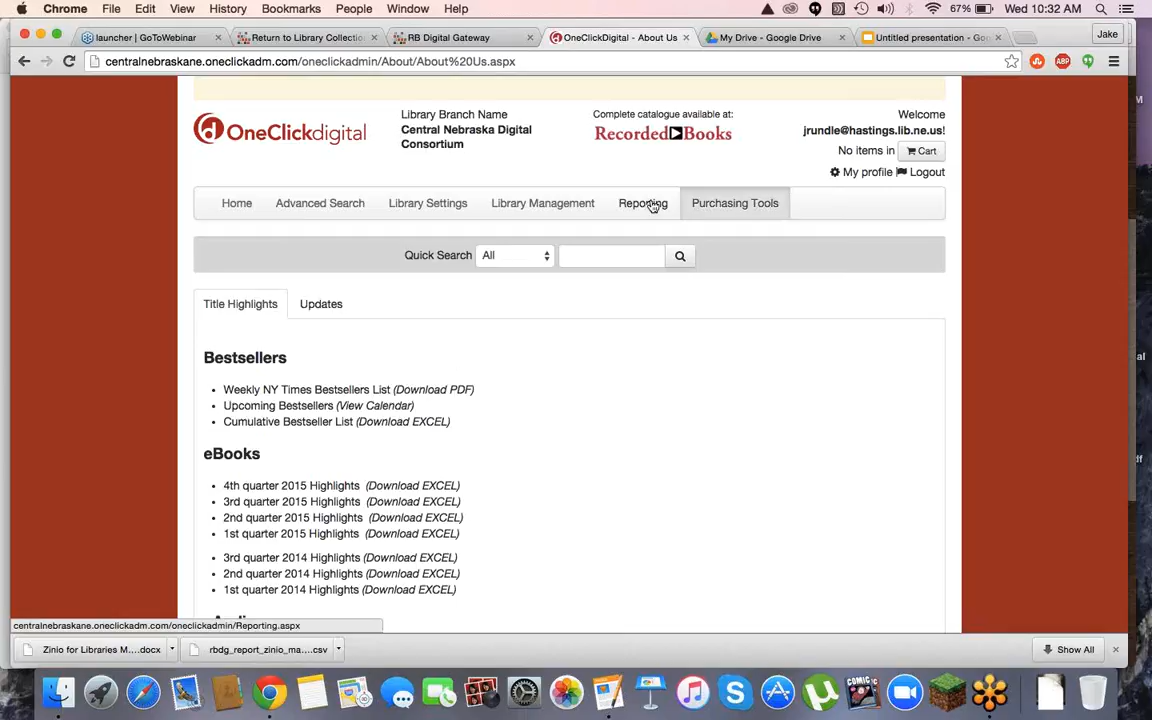 Chrome File Edit View History Bookmarks People Window Help 67% Wed 10:32 AM
launcher | GoToWebinar
Return to Library Collectio
RB Digital Gateway
OneClickDigital - About Us
My Drive - Google Drive
Untitled presentation - Go
Jake
centralnebraskane.oneclickadm.com/oneclickadmin/About/About%20Us.aspx
ABP
OneClickdigital
Library Branch Name
Central Nebraska Digital
Consortium
Complete catalogue available at:
Recorded Books
Welcome
jrundle@hastings.lib.ne.us!
No items in Cart
My profile Logout
Home Advanced Search Library Settings Library Management Reporting Purchasing Tools
Quick Search All
Title Highlights Updates
Bestsellers
• Weekly NY Times Bestsellers List (Download PDF)
• Upcoming Bestsellers (View Calendar)
• Cumulative Bestseller List (Download EXCEL)
eBooks
• 4th quarter 2015 Highlights (Download EXCEL)
• 3rd quarter 2015 Highlights (Download EXCEL)
• 2nd quarter 2015 Highlights (Download EXCEL)
• 1st quarter 2015 Highlights (Download EXCEL)
• 3rd quarter 2014 Highlights (Download EXCEL)
• 2nd quarter 2014 Highlights (Download EXCEL)
• 1st quarter 2014 Highlights (Download EXCEL)
centralnebraskane.oneclickadm.com/oneclickadmin/Reporting.aspx
Zinio for Libraries M....docx
rbdg_report_zinio_ma....csv
Show All
COMIC